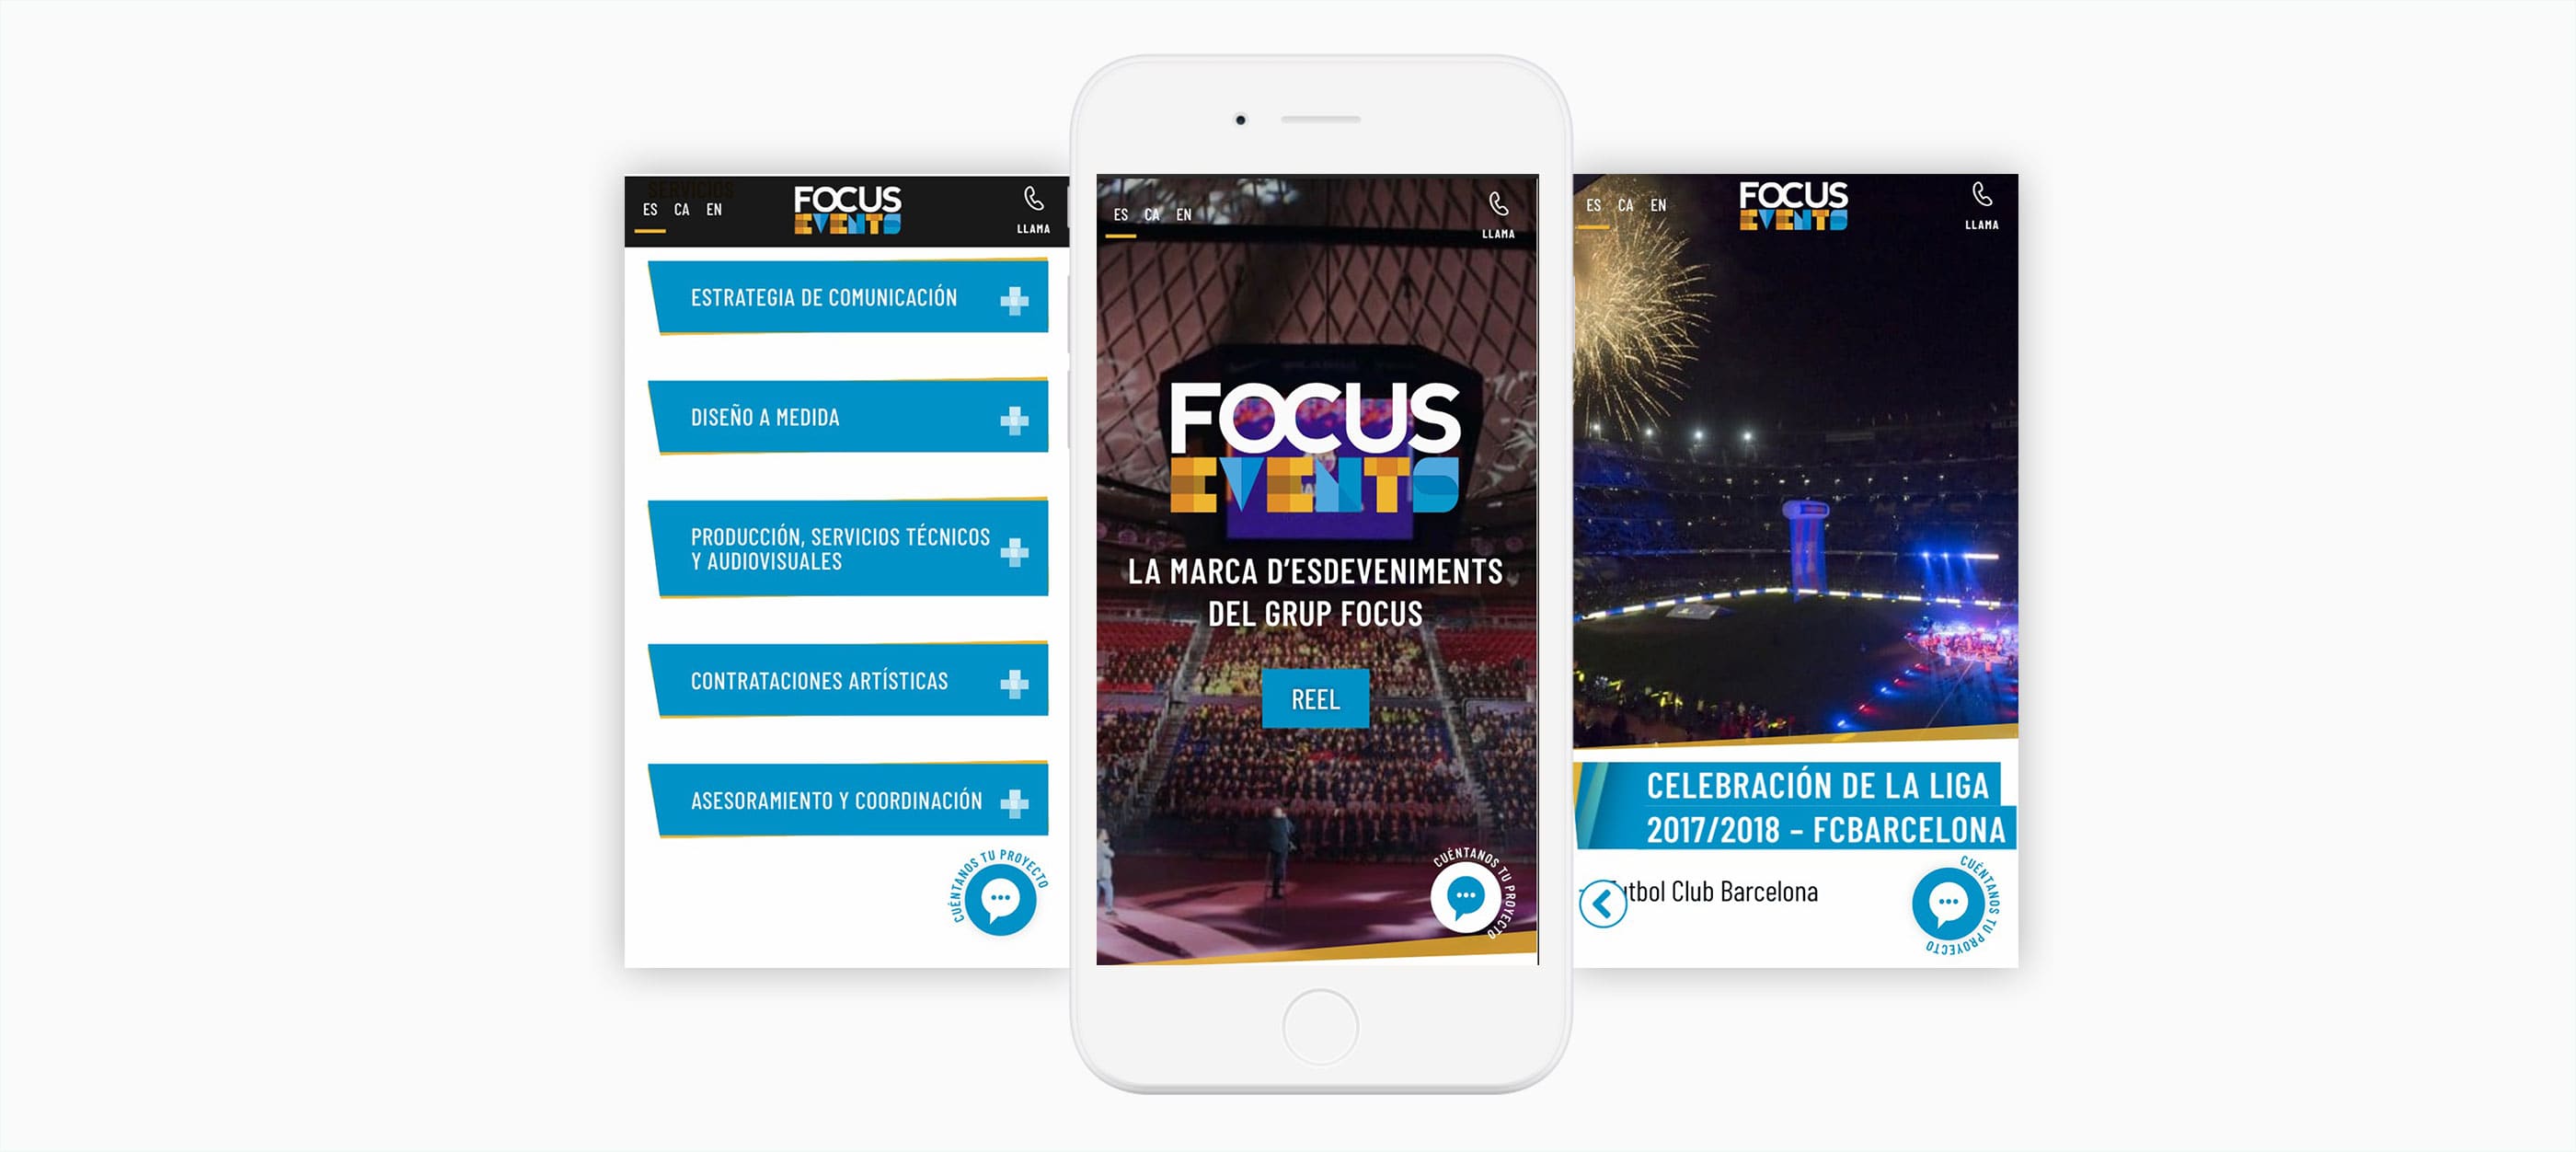 SERVICIOS
ES CA EN
FOCUS
EVENTS
LLAMA
ESTRATEGIA DE COMUNICACIÓN
DISEÑO A MEDIDA
PRODUCCIÓN, SERVICIOS TÉCNICOS
Y AUDIOVISUALES
CONTRATACIONES ARTÍSTICAS
ASESORAMIENTO Y COORDINACIÓN
CUÉNTANOS TU PROYECTO
ES CA EN
LLAMA
FOCUS
EVENTS
LA MARCA D'ESDEVENIMENTS
DEL GRUP FOCUS
REEL
CUÉNTANOS TU PROYECTO
ES CA EN
FOCUS
EVENTS
LLAMA
CELEBRACIÓN DE LA LIGA
2017/2018 – FCBARCELONA
utbol Club Barcelona
CUÉNTANOS TU PROYECTO